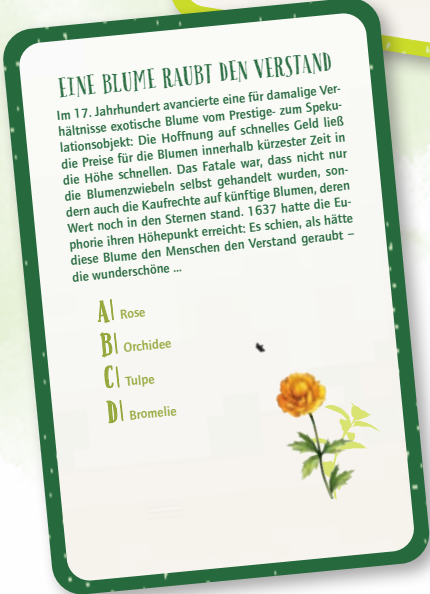 EINE BLUME RAUBT DEN VERSTAND
Im 17. Jahrhundert avancierte eine für damalige Ver-
hältnisse exotische Blume vom Prestige- zum Speku-
lationsobjekt: Die Hoffnung auf schnelles Geld ließ
die Preise für die Blumen innerhalb kürzester Zeit in
die Höhe schnellen. Das Fatale war, dass nicht nur
die Blumenzwiebeln selbst gehandelt wurden, son-
dern auch die Kaufrechte auf künftige Blumen, deren
Wert noch in den Sternen stand. 1637 hatte die Eu-
phorie ihren Höhepunkt erreicht: Es schien, als hätte
diese Blume den Menschen den Verstand geraubt –
die wunderschöne ...
A| Rose
B| Orchidee
C| Tulpe
D| Bromelie